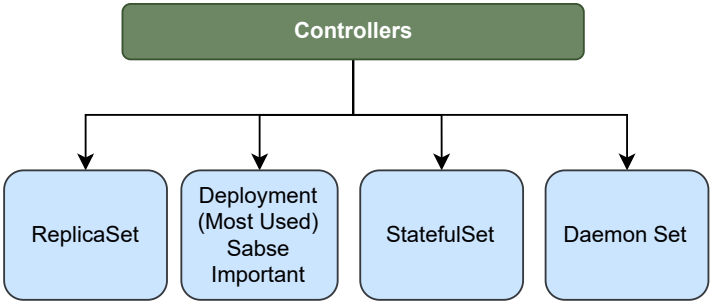 Controllers
ReplicaSet
Deployment
(Most Used)
Sabse
Important
StatefulSet
Daemon Set